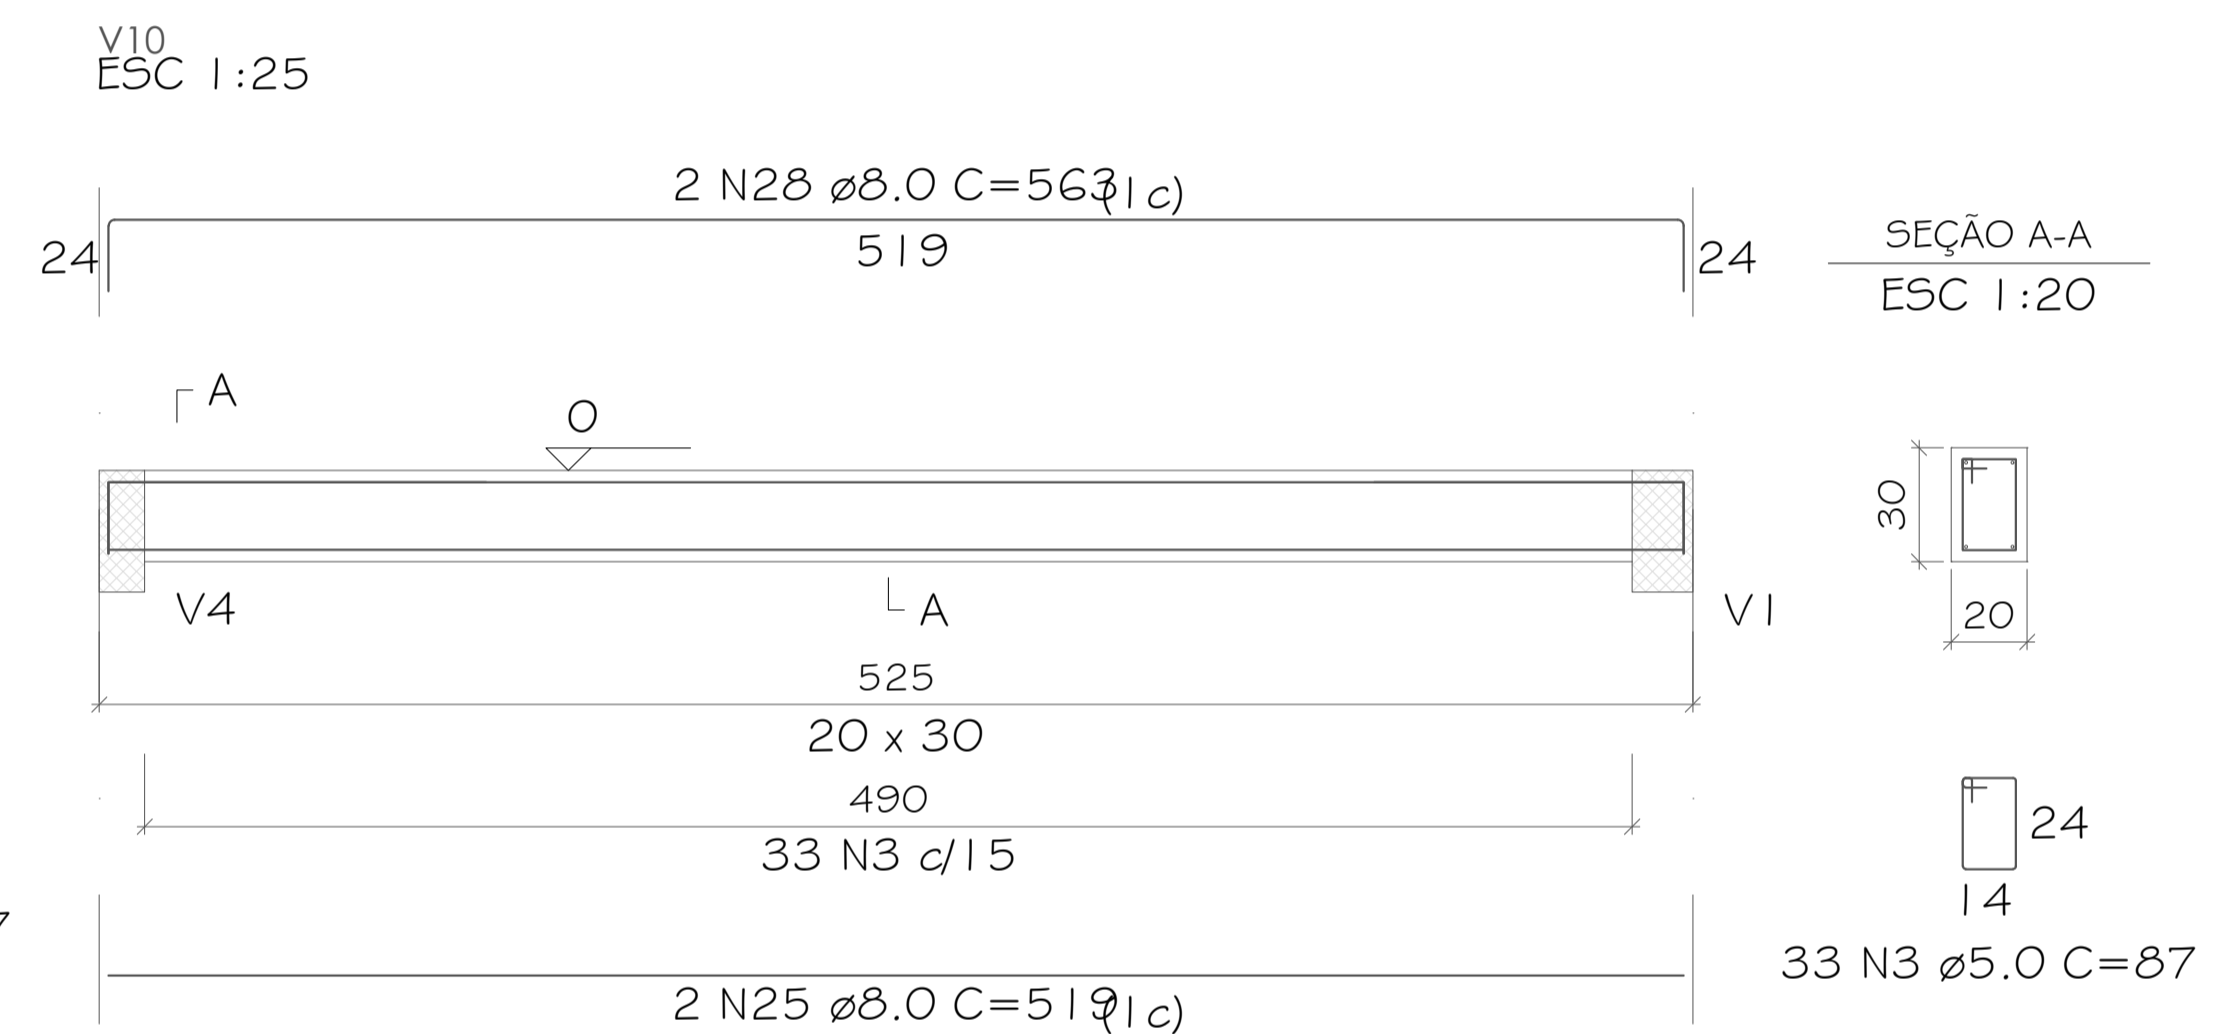 V10
ESC 1:25
2 N28 ø8.0 C=563(1c)
24
519
24
SEÇÃO A-A
ESC 1:20
A
0
30
V4
A
V1
20
525
20 x 30
490
33 N3 c/15
24
14
33 N3 ø5.0 C=87
2 N25 ø8.0 C=519(1c)